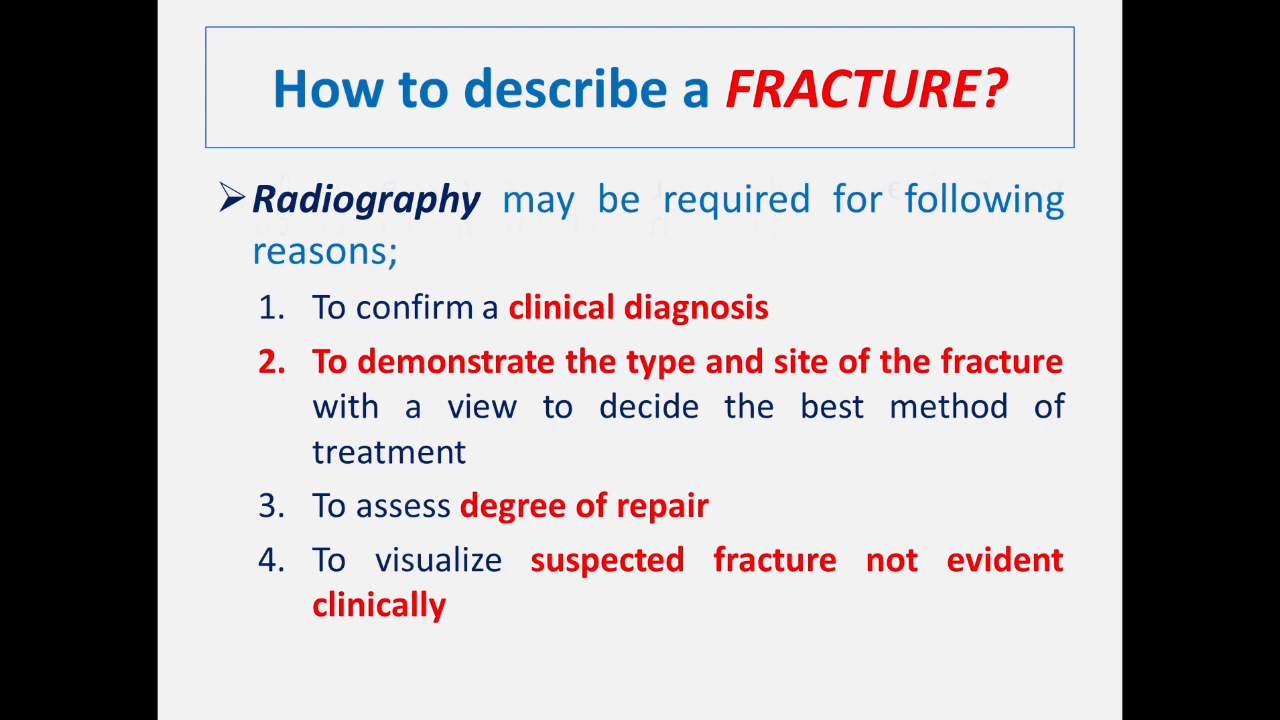 How to describe a FRACTURE?
➢Radiography may be required for following
reasons;
1. To confirm a clinical diagnosis
2. To demonstrate the type and site of the fracture
with a view to decide the best method of
treatment
3. To assess degree of repair
4. To visualize suspected fracture not evident
clinically